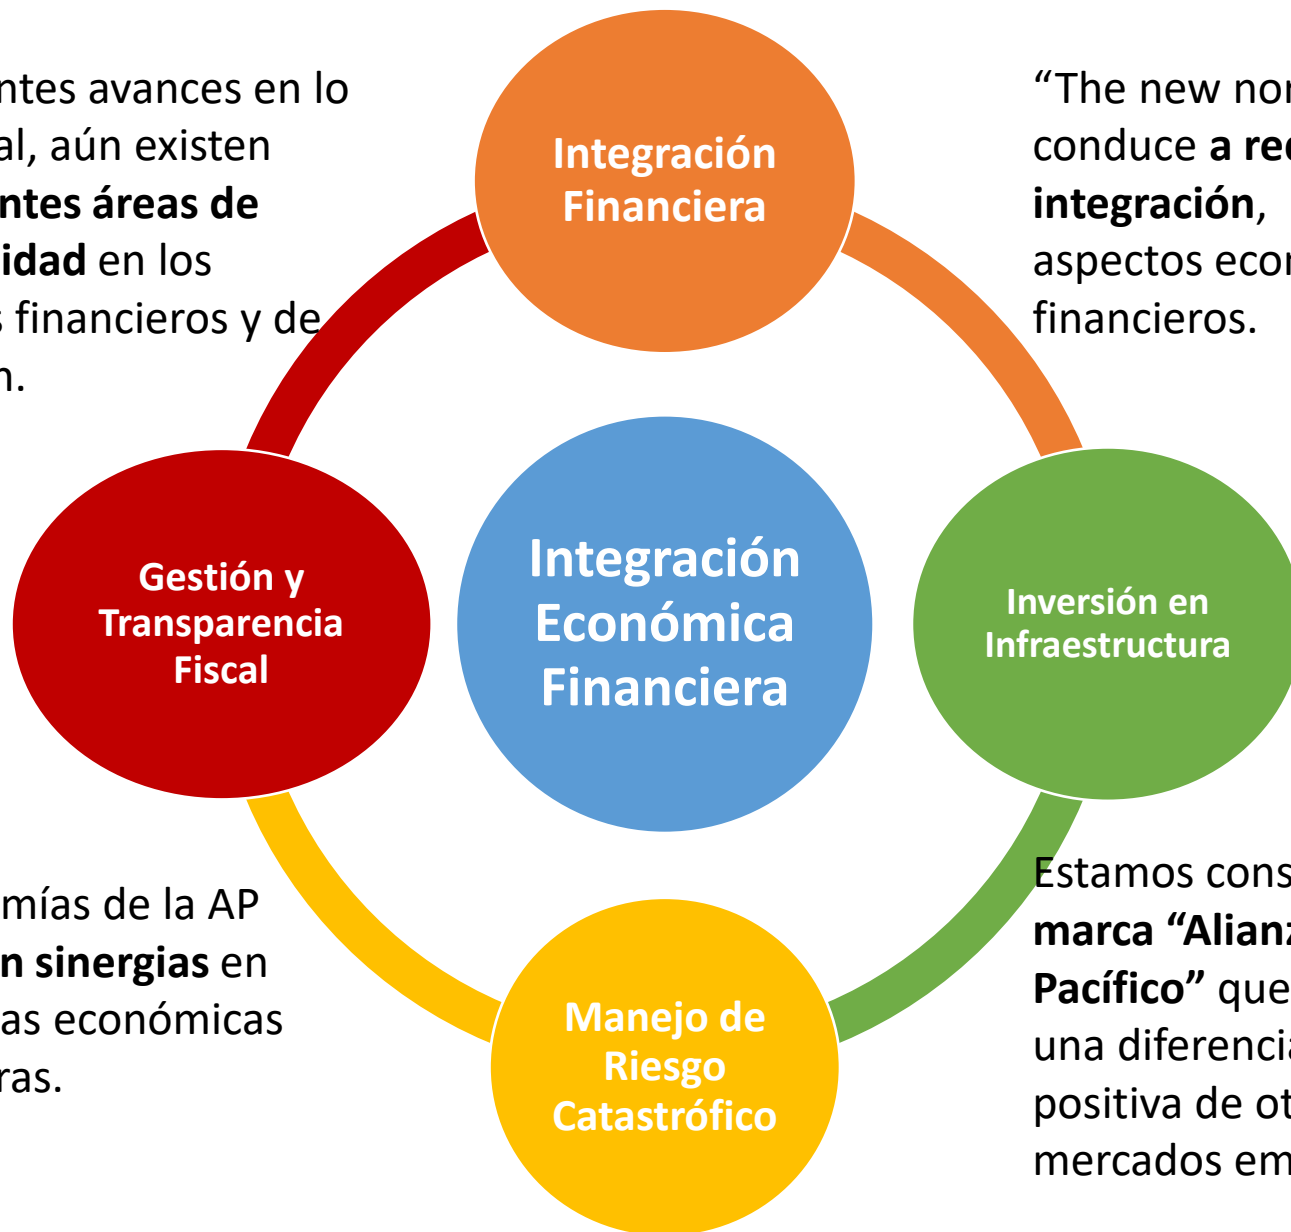 ntes avances en lo
al, aún existen
ntes áreas de
idad en los
s financieros y de
n.
Integración
Financiera
“The new nor
conduce a re
integración,
aspectos econ
financieros.
Gestión y
Transparencia
Fiscal
Integración
Económica
Financiera
Inversión en
Infraestructura
mías de la AP
n sinergias en
as económicas
ras.
Manejo de
Riesgo
Catastrófico
Estamos cons
marca “Alianz
Pacífico” que
una diferencia
positiva de ot
mercados em